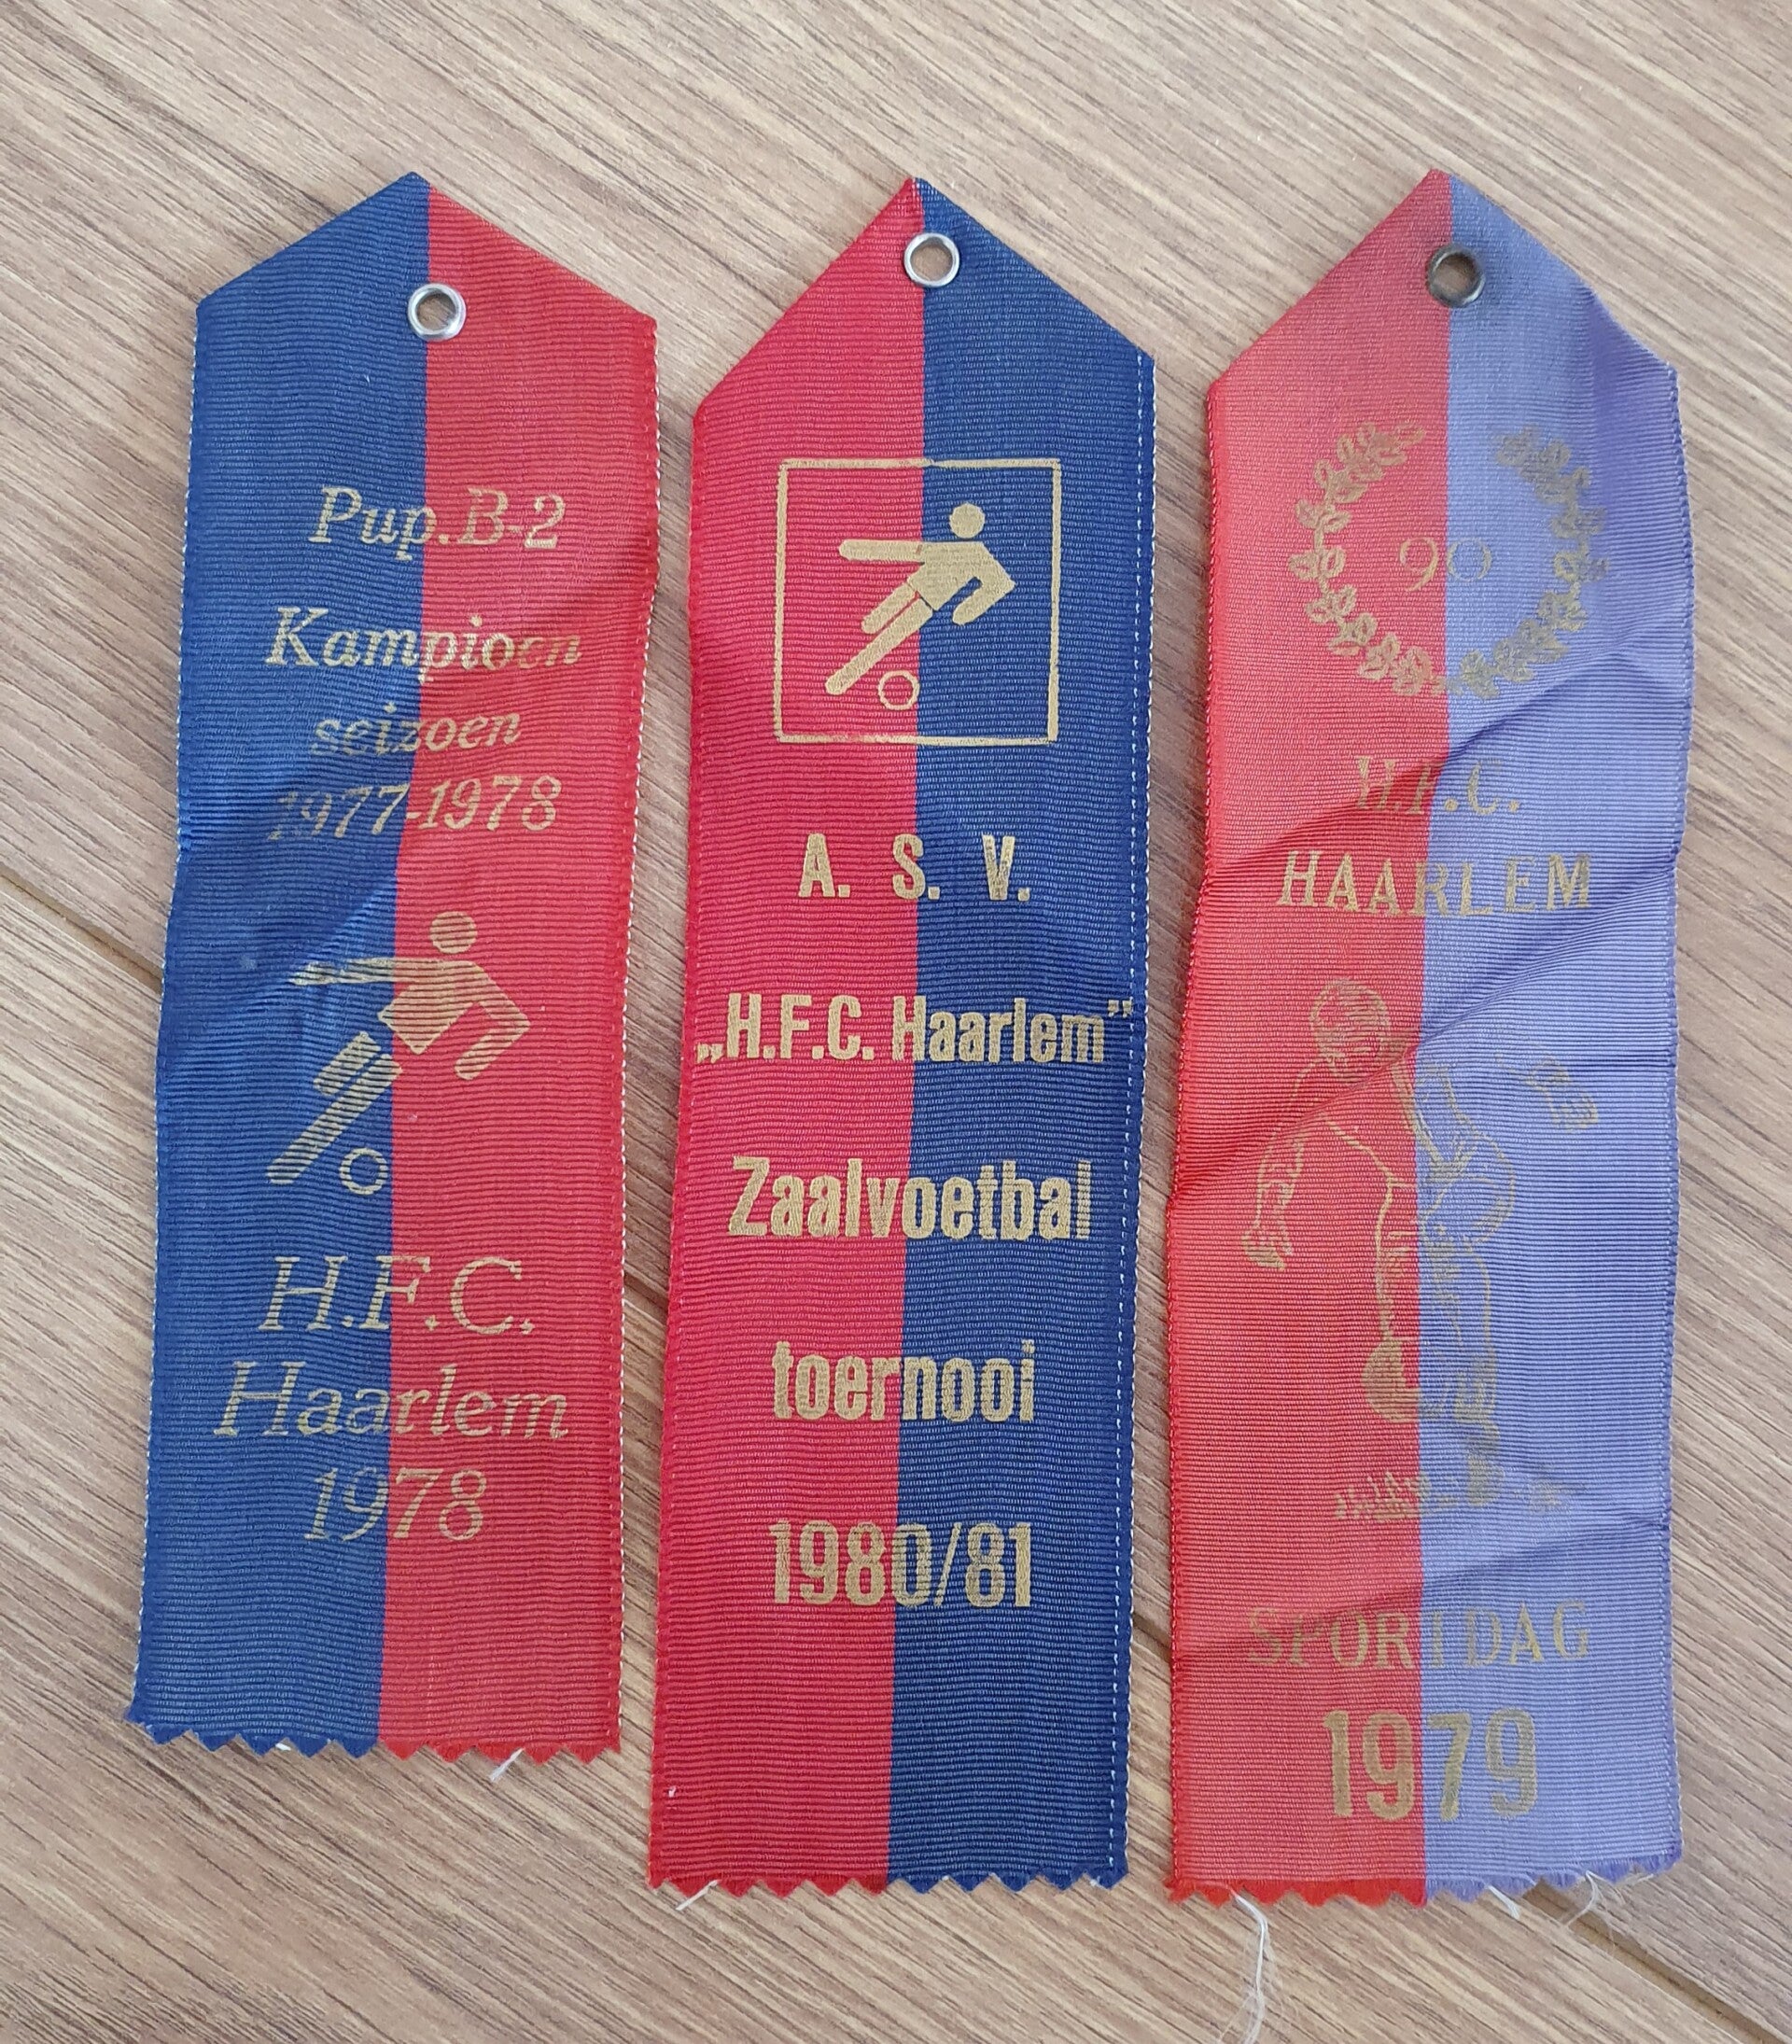 Pup.B-2
Kampioen
seizoen
1977-1978
H.F.C.
Haarlem
1978
A. S. V.
„H.F.C. Haarlem”
Zaalvoetbal
toernooi
1980/81
90
H.F.C.
HAARLEM
SPORTDAG
1979